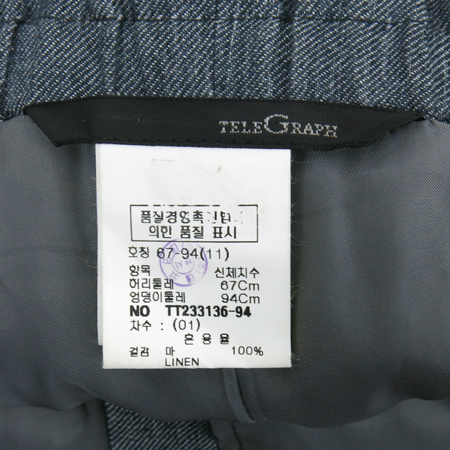 TELEGRAPH
품질경영촉진법에
의한 품질 표시
호칭 67-94(11)
항목 신체치수
허리둘레 67Cm
엉덩이둘레 94Cm
NO TT233136-94
차수 : (01)
혼 용 율
겉감 마 100%
LINEN